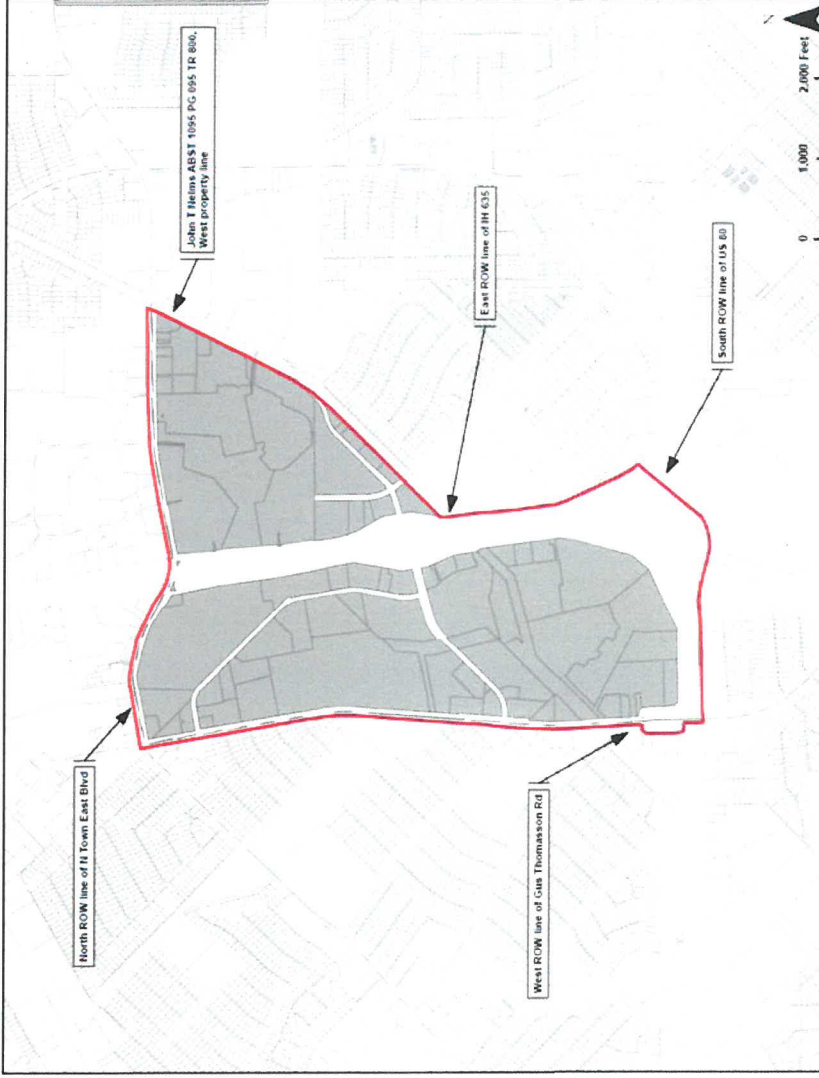 North ROW line of N Town East Blvd
John T Nelms ABST 1095 PG 095 TR 800,
West property line
East ROW line of IH 635
South ROW line of US 80
West ROW line of Gus Thomasson Rd
0 1,000 2,000 Feet